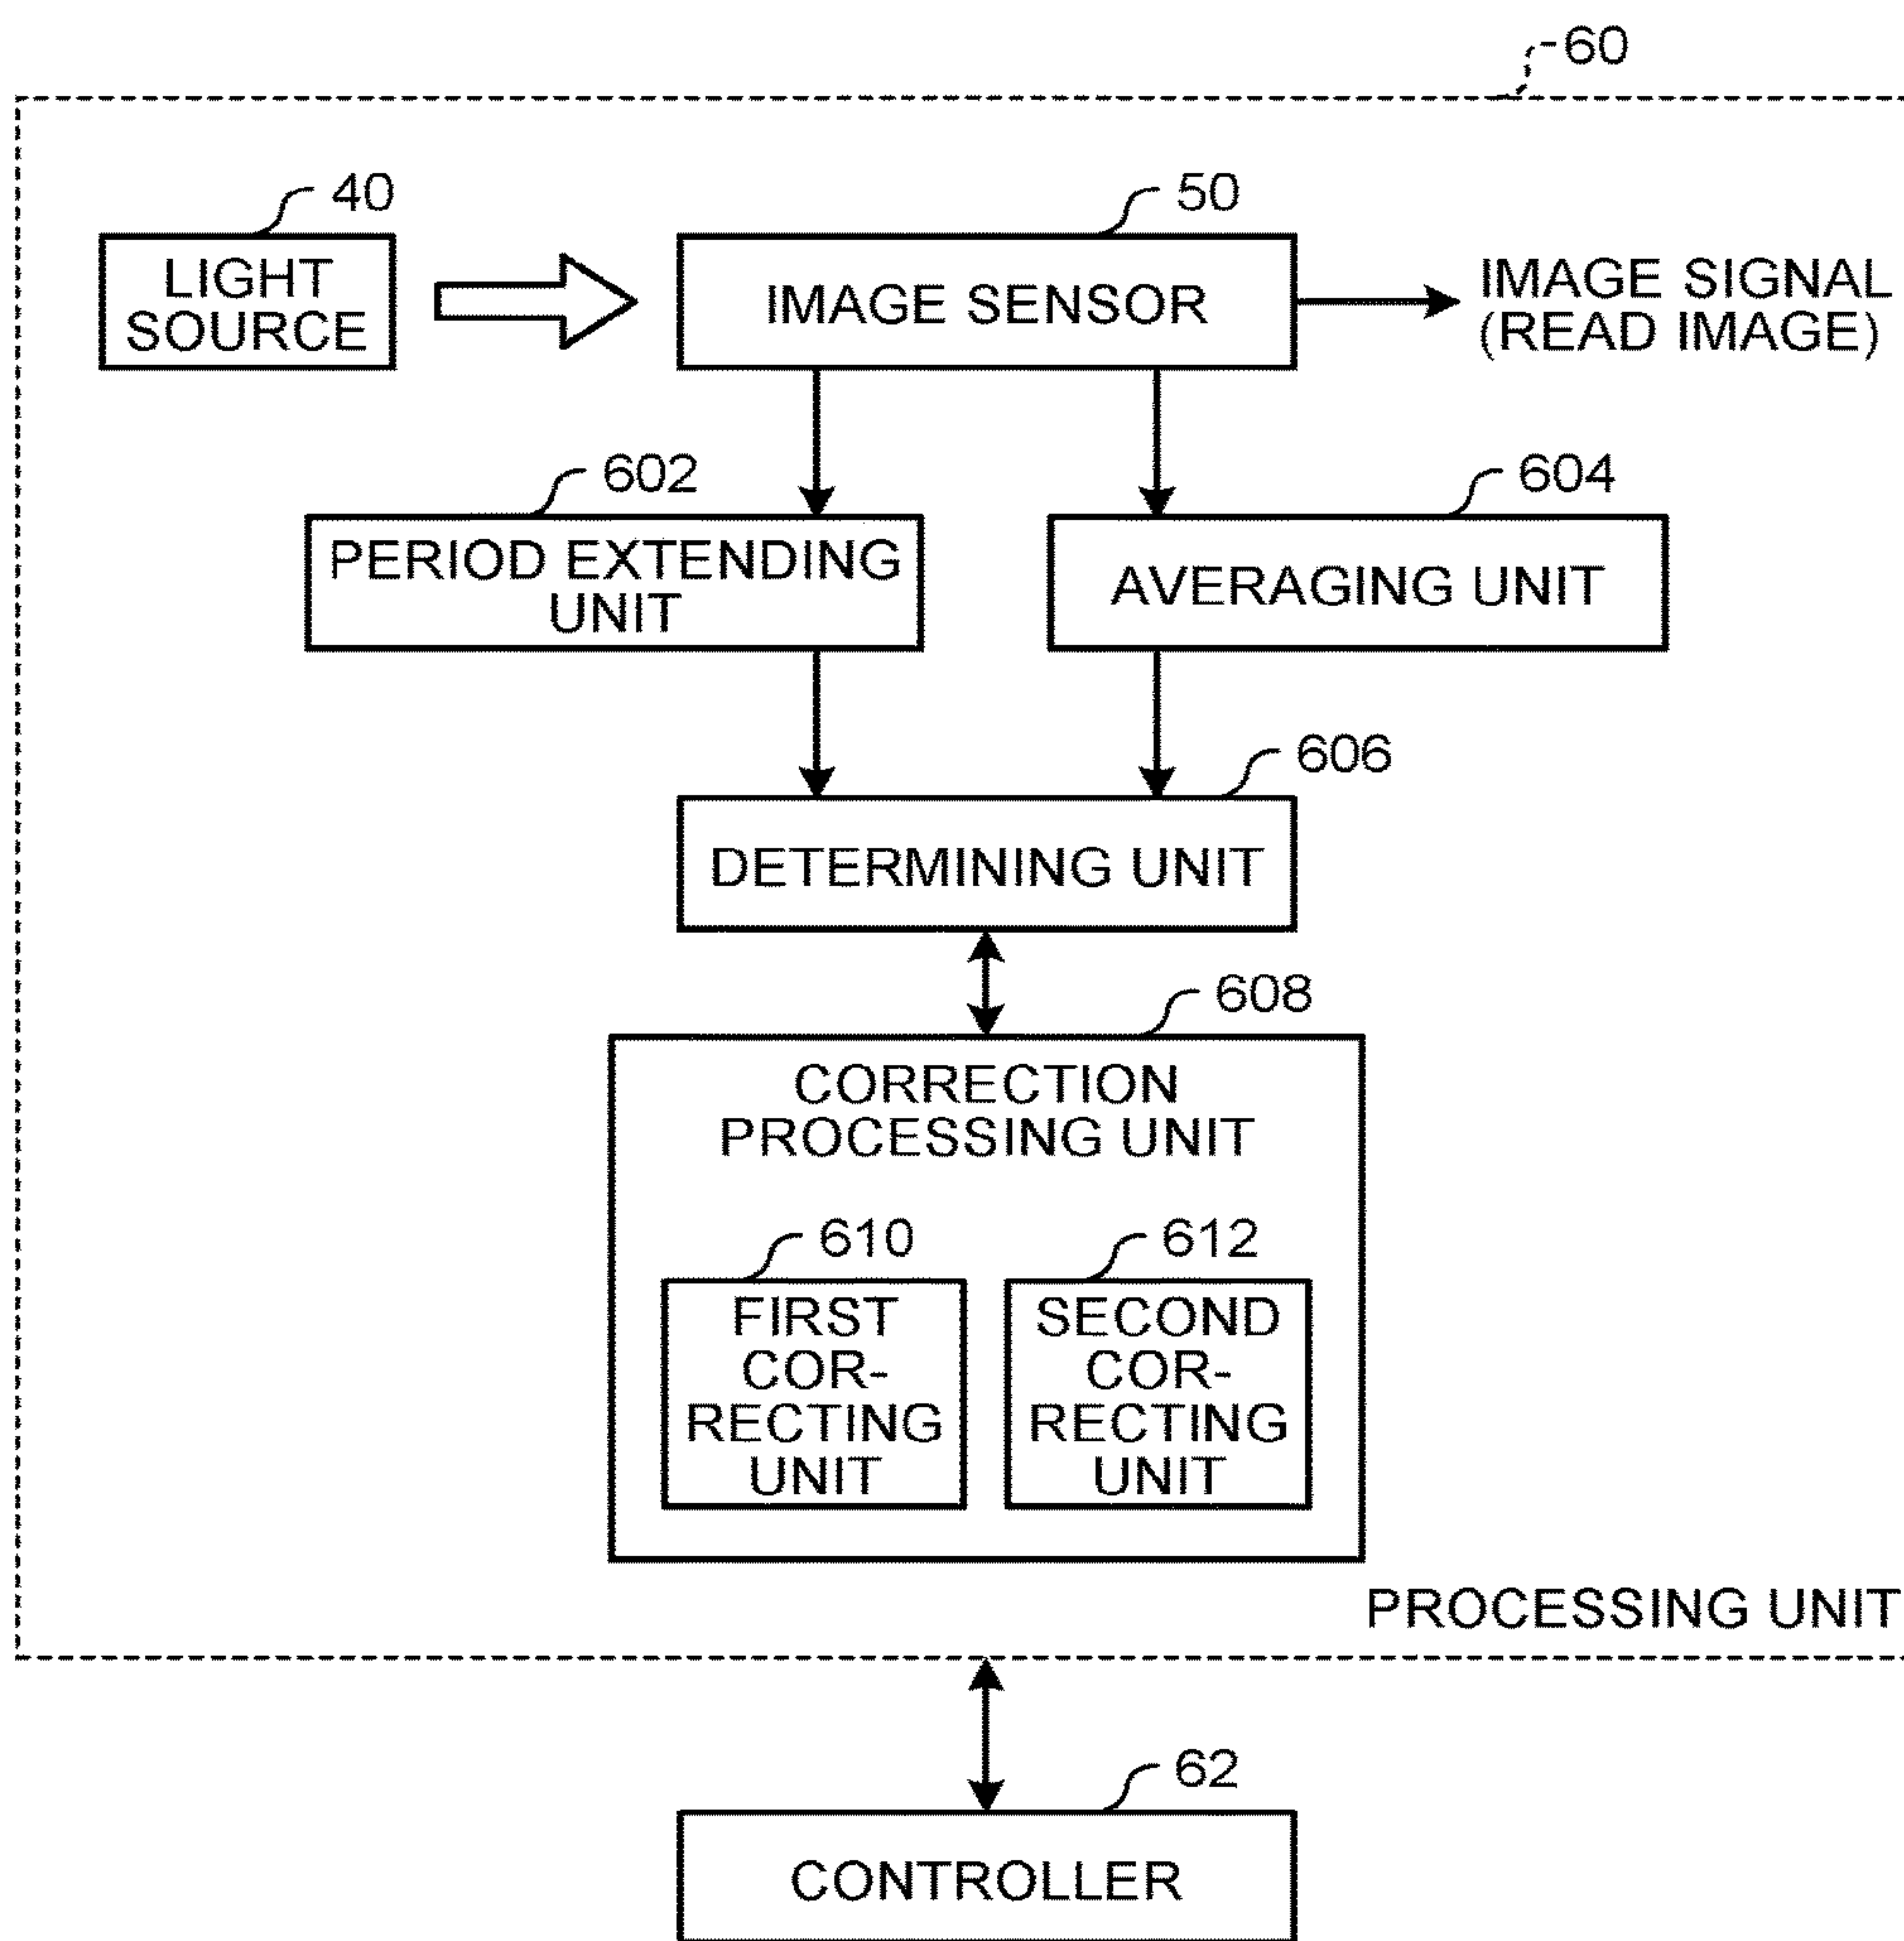 60
40
LIGHT
SOURCE
50
IMAGE SENSOR
IMAGE SIGNAL
(READ IMAGE)
602
PERIOD EXTENDING
UNIT
604
AVERAGING UNIT
606
DETERMINING UNIT
608
CORRECTION
PROCESSING UNIT
610
FIRST
COR-
RECTING
UNIT
612
SECOND
COR-
RECTING
UNIT
PROCESSING UNIT
62
CONTROLLER